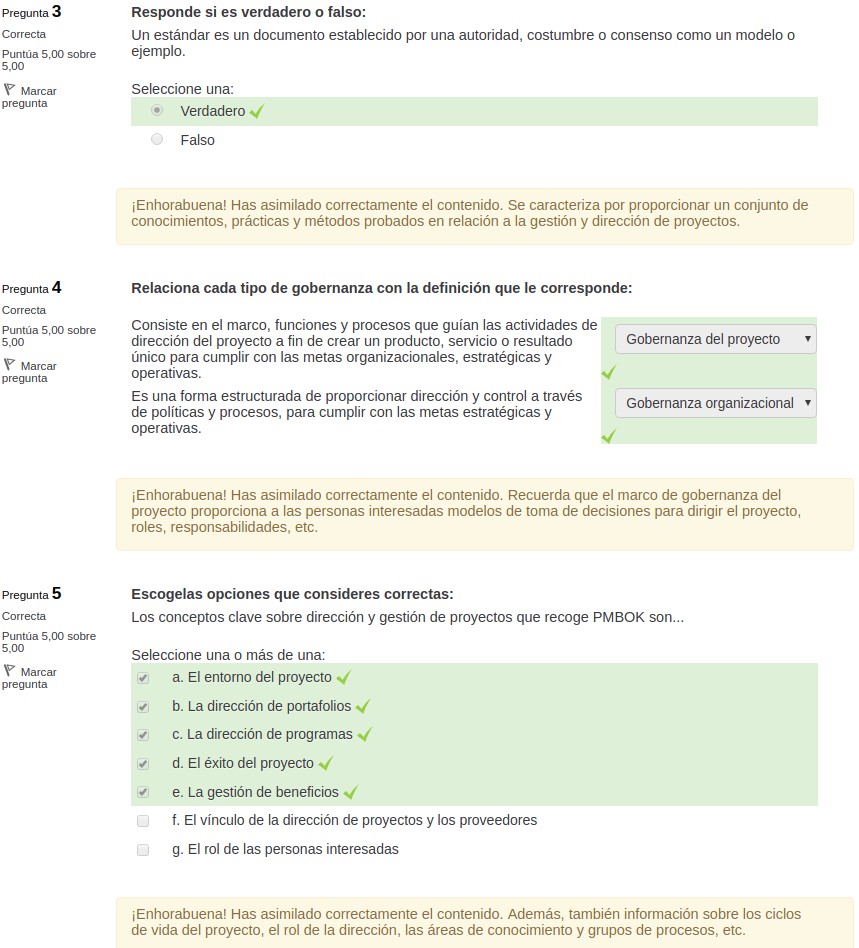 Pregunta 3
Correcta
Puntúa 5,00 sobre
5,00
Marcar
pregunta
Responde si es verdadero o falso:
Un estándar es un documento establecido por una autoridad, costumbre o consenso como un modelo o
ejemplo.
Seleccione una:
Verdadero
Falso
¡Enhorabuena! Has asimilado correctamente el contenido. Se caracteriza por proporcionar un conjunto de
conocimientos, prácticas y métodos probados en relación a la gestión y dirección de proyectos.
Pregunta 4
Correcta
Puntúa 5,00 sobre
5,00
Marcar
pregunta
Relaciona cada tipo de gobernanza con la definición que le corresponde:
Consiste en el marco, funciones y procesos que guían las actividades de
dirección del proyecto a fin de crear un producto, servicio o resultado
único para cumplir con las metas organizacionales, estratégicas y
operativas.
Gobernanza del proyecto
Es una forma estructurada de proporcionar dirección y control a través
de políticas y procesos, para cumplir con las metas estratégicas y
operativas.
Gobernanza organizacional
¡Enhorabuena! Has asimilado correctamente el contenido. Recuerda que el marco de gobernanza del
proyecto proporciona a las personas interesadas modelos de toma de decisiones para dirigir el proyecto,
roles, responsabilidades, etc.
Pregunta 5
Correcta
Puntúa 5,00 sobre
5,00
Marcar
pregunta
Escogelas opciones que consideres correctas:
Los conceptos clave sobre dirección y gestión de proyectos que recoge PMBOK son...
Seleccione una o más de una:
a. El entorno del proyecto
b. La dirección de portafolios
c. La dirección de programas
d. El éxito del proyecto
e. La gestión de beneficios
f. El vínculo de la dirección de proyectos y los proveedores
g. El rol de las personas interesadas
¡Enhorabuena! Has asimilado correctamente el contenido. Además, también información sobre los ciclos
de vida del proyecto, el rol de la dirección, las áreas de conocimiento y grupos de procesos, etc.